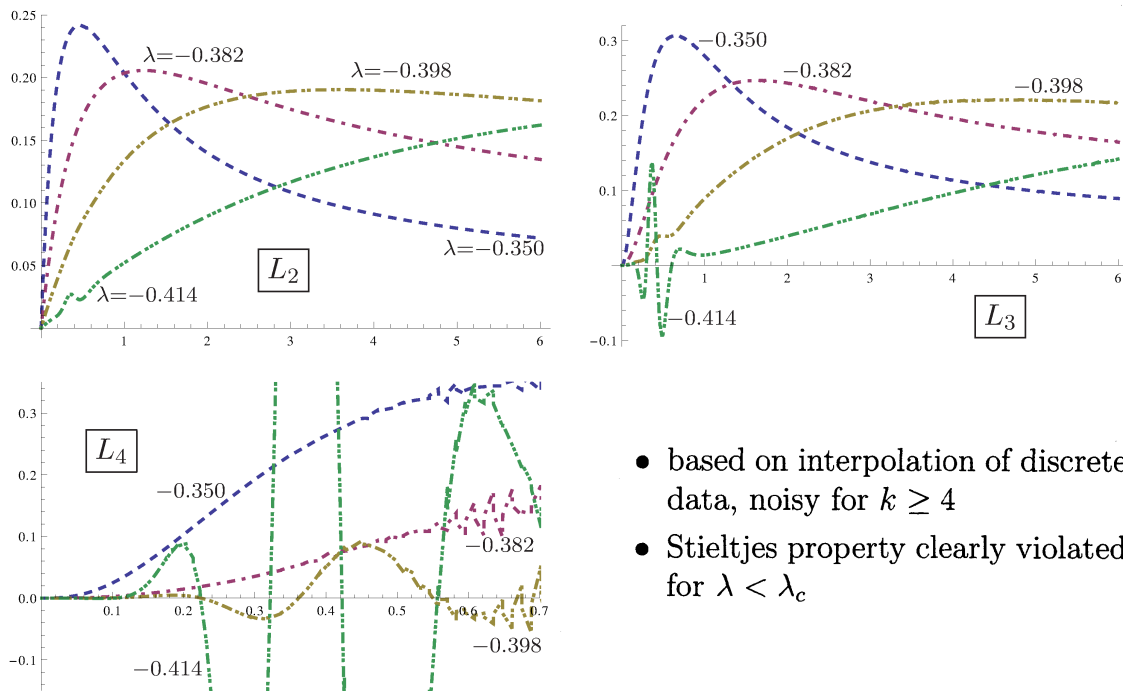 0.25
0.20
0.15
0.10
0.05
1 2 3 4 5 6
λ=−0.382
λ=−0.398
λ=−0.350
λ=−0.414
L₂
0.3
0.2
0.1
−0.1
1 2 3 4 5 6
−0.350
−0.382
−0.398
−0.414
L₃
0.3
0.2
0.1
0.0
−0.1
0.1 0.2 0.3 0.4 0.5 0.6 0.7
L₄
−0.350
−0.382
−0.398
−0.414
• based on interpolation of discrete
data, noisy for k ≥ 4
• Stieltjes property clearly violated
for λ < λ_c